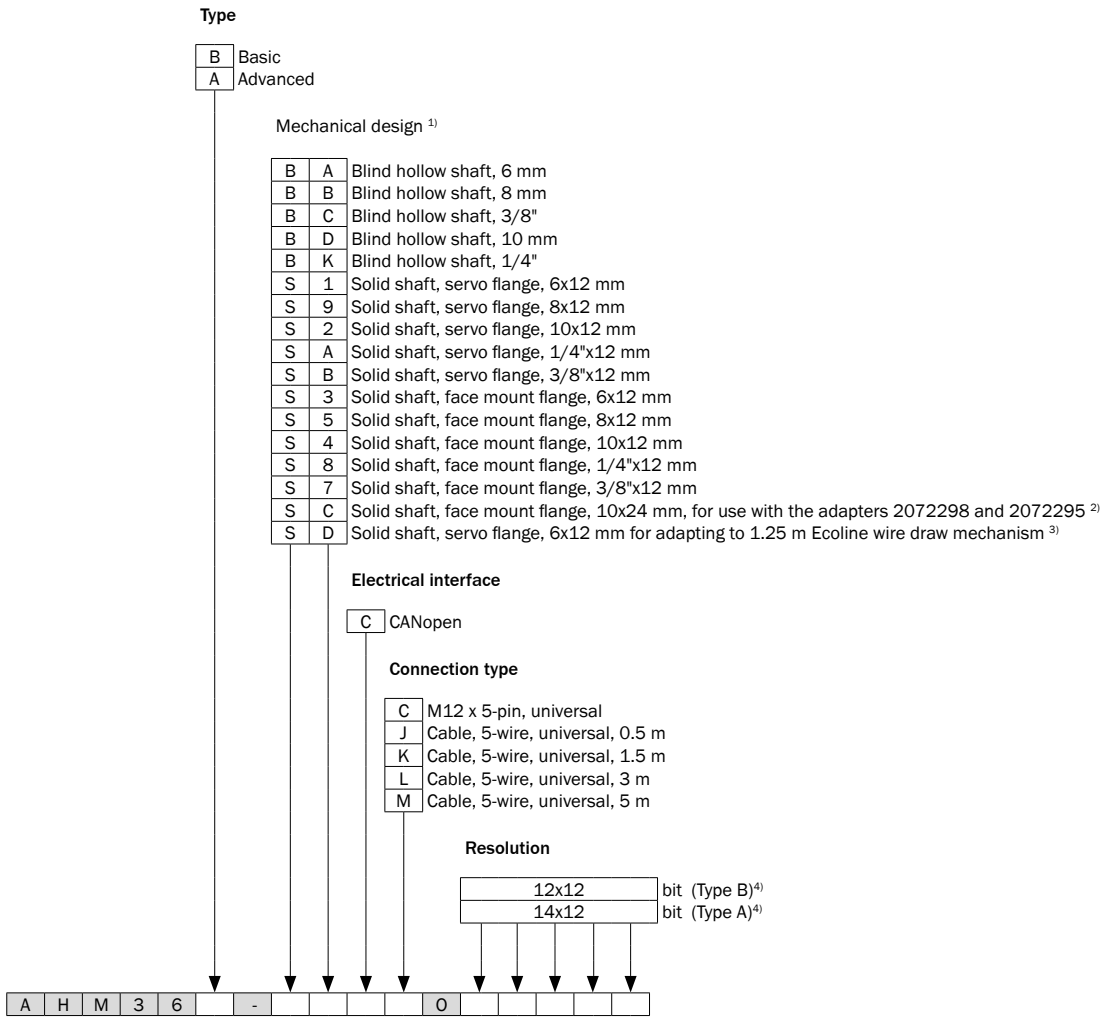 Type
B Basic
A Advanced
Mechanical design 1)
B A Blind hollow shaft, 6 mm
B B Blind hollow shaft, 8 mm
B C Blind hollow shaft, 3/8"
B D Blind hollow shaft, 10 mm
B K Blind hollow shaft, 1/4"
S 1 Solid shaft, servo flange, 6x12 mm
S 9 Solid shaft, servo flange, 8x12 mm
S 2 Solid shaft, servo flange, 10x12 mm
S A Solid shaft, servo flange, 1/4"x12 mm
S B Solid shaft, servo flange, 3/8"x12 mm
S 3 Solid shaft, face mount flange, 6x12 mm
S 5 Solid shaft, face mount flange, 8x12 mm
S 4 Solid shaft, face mount flange, 10x12 mm
S 8 Solid shaft, face mount flange, 1/4"x12 mm
S 7 Solid shaft, face mount flange, 3/8"x12 mm
S C Solid shaft, face mount flange, 10x24 mm, for use with the adapters 2072298 and 2072295 2)
S D Solid shaft, servo flange, 6x12 mm for adapting to 1.25 m Ecoline wire draw mechanism 3)
Electrical interface
C CANopen
Connection type
C M12 x 5-pin, universal
J Cable, 5-wire, universal, 0.5 m
K Cable, 5-wire, universal, 1.5 m
L Cable, 5-wire, universal, 3 m
M Cable, 5-wire, universal, 5 m
Resolution
12x12 bit (Type B)4)
14x12 bit (Type A)4)
A H M 3 6 - 0